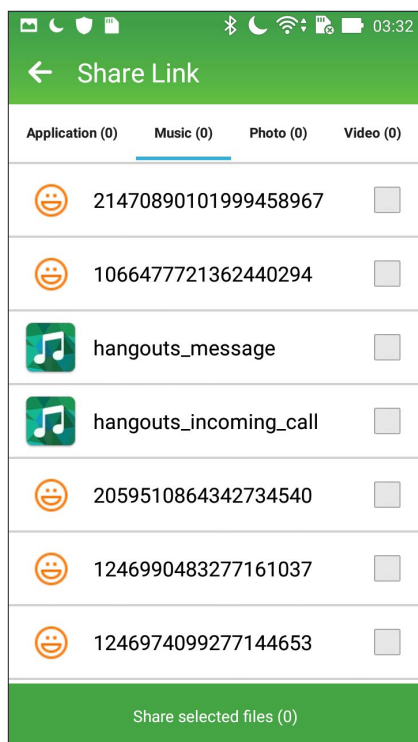 03:32
Share Link
Application (0) Music (0) Photo (0) Video (0)
21470890101999458967
1066477721362440294
hangouts_message
hangouts_incoming_call
2059510864342734540
1246990483277161037
1246974099277144653
Share selected files (0)